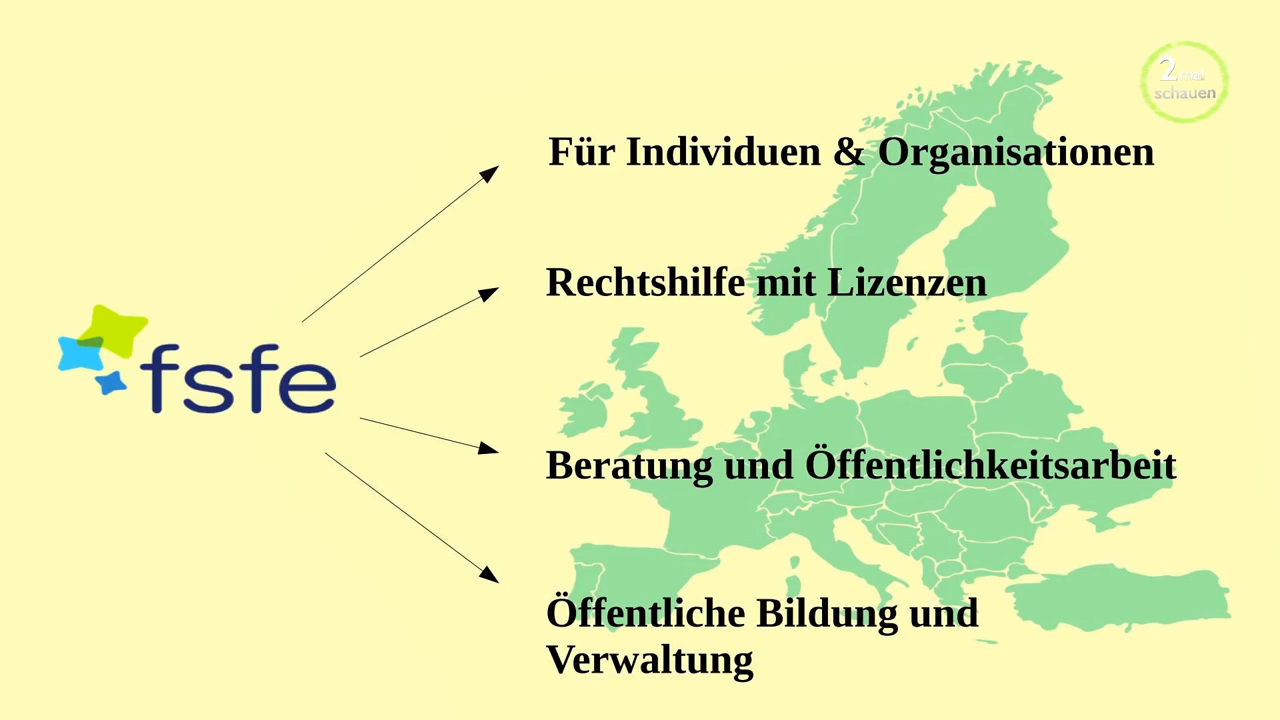 2 mal
schauen
Für Individuen & Organisationen
Rechtshilfe mit Lizenzen
fsfe
Beratung und Öffentlichkeitsarbeit
Öffentliche Bildung und
Verwaltung